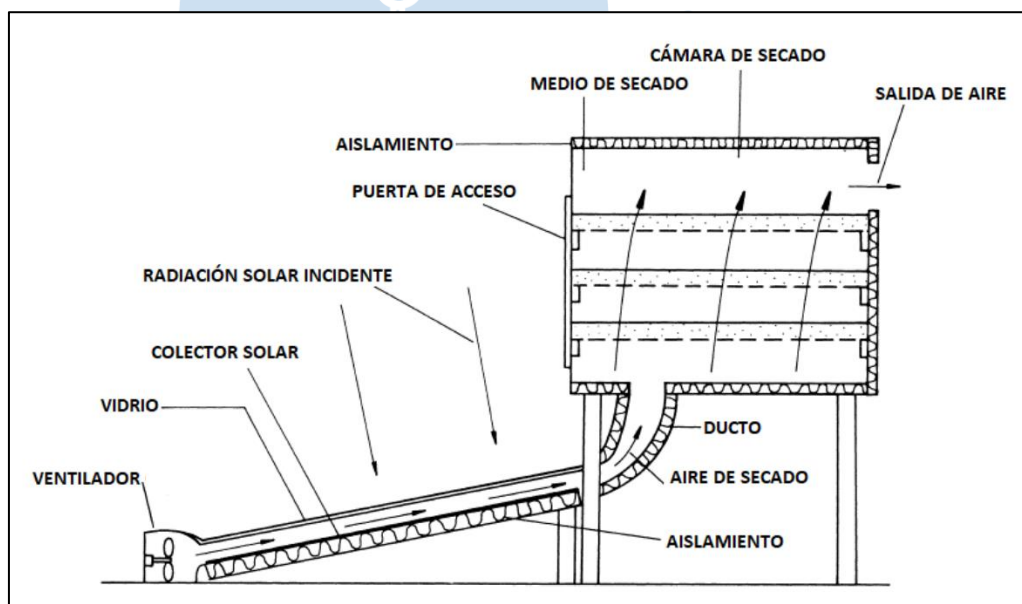 CÁMARA DE SECADO
MEDIO DE SECADO
SALIDA DE AIRE
AISLAMIENTO
PUERTA DE ACCESO
RADIACIÓN SOLAR INCIDENTE
COLECTOR SOLAR
VIDRIO
DUCTO
VENTILADOR
AIRE DE SECADO
AISLAMIENTO